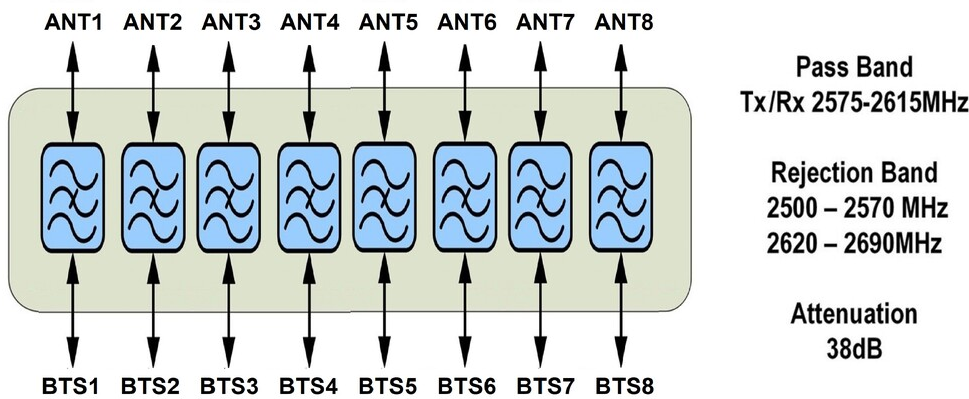 ANT1 ANT2 ANT3 ANT4 ANT5 ANT6 ANT7 ANT8
BTS1 BTS2 BTS3 BTS4 BTS5 BTS6 BTS7 BTS8
Pass Band
Tx/Rx 2575-2615MHz
Rejection Band
2500 – 2570 MHz
2620 – 2690MHz
Attenuation
38dB